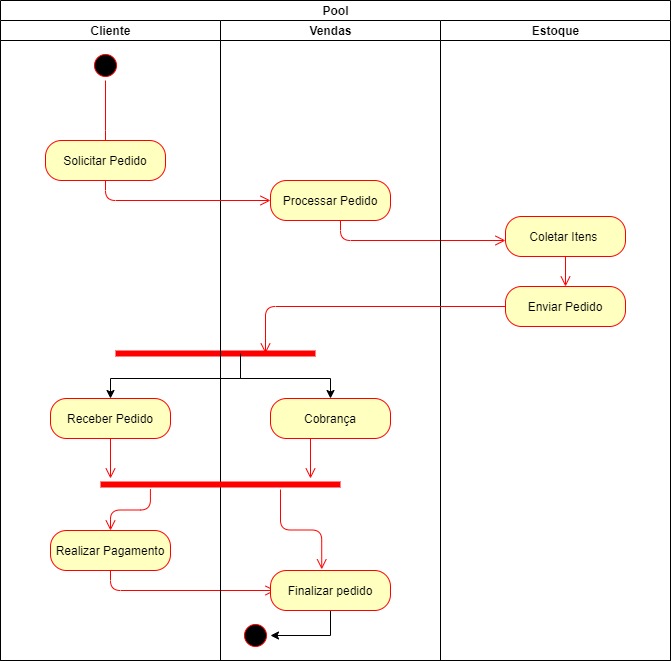 Pool
Cliente
Vendas
Estoque
Solicitar Pedido
Processar Pedido
Coletar Itens
Enviar Pedido
Receber Pedido
Cobrança
Realizar Pagamento
Finalizar pedido